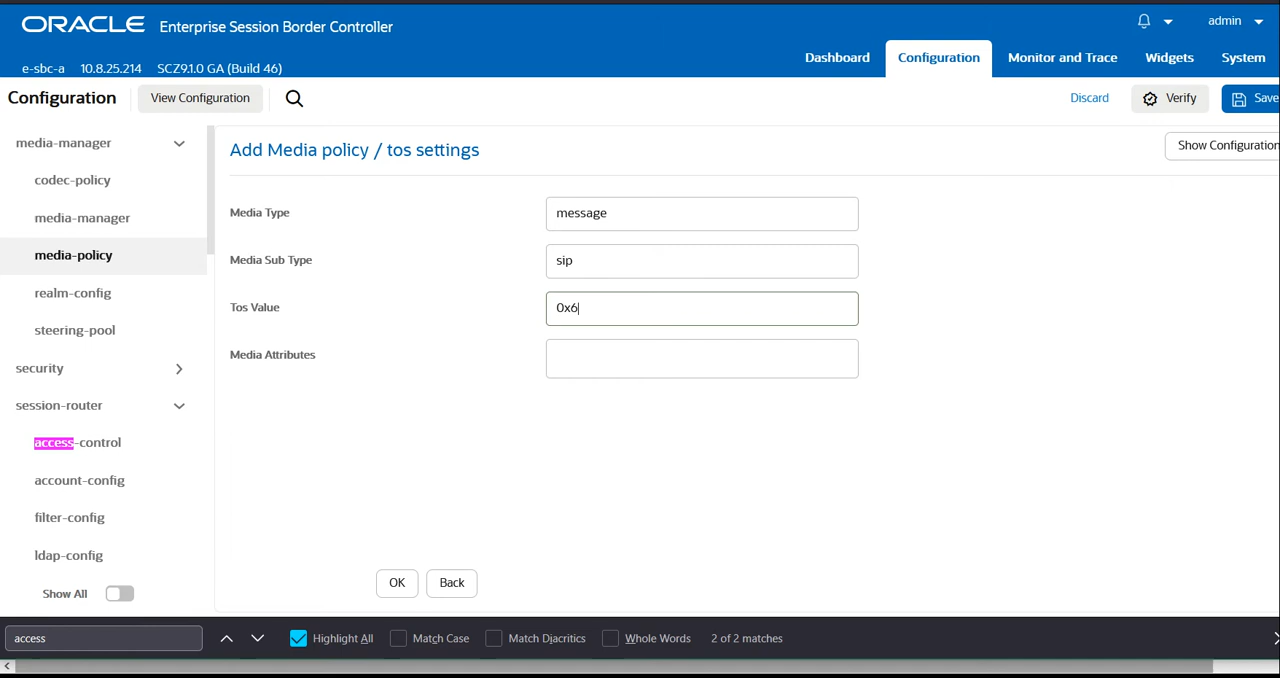 ORACLE Enterprise Session Border Controller
admin
e-sbc-a 10.8.25.214 SCZ9.1.0 GA (Build 46)
Dashboard Configuration Monitor and Trace Widgets System
Configuration View Configuration
Discard Verify Save
media-manager
codec-policy
media-manager
media-policy
realm-config
steering-pool
security
session-router
access-control
account-config
filter-config
ldap-config
Show All
Add Media policy / tos settings
Show Configuration
Media Type message
Media Sub Type sip
Tos Value 0x6
Media Attributes
OK Back
access Highlight All Match Case Match Diacritics Whole Words 2 of 2 matches